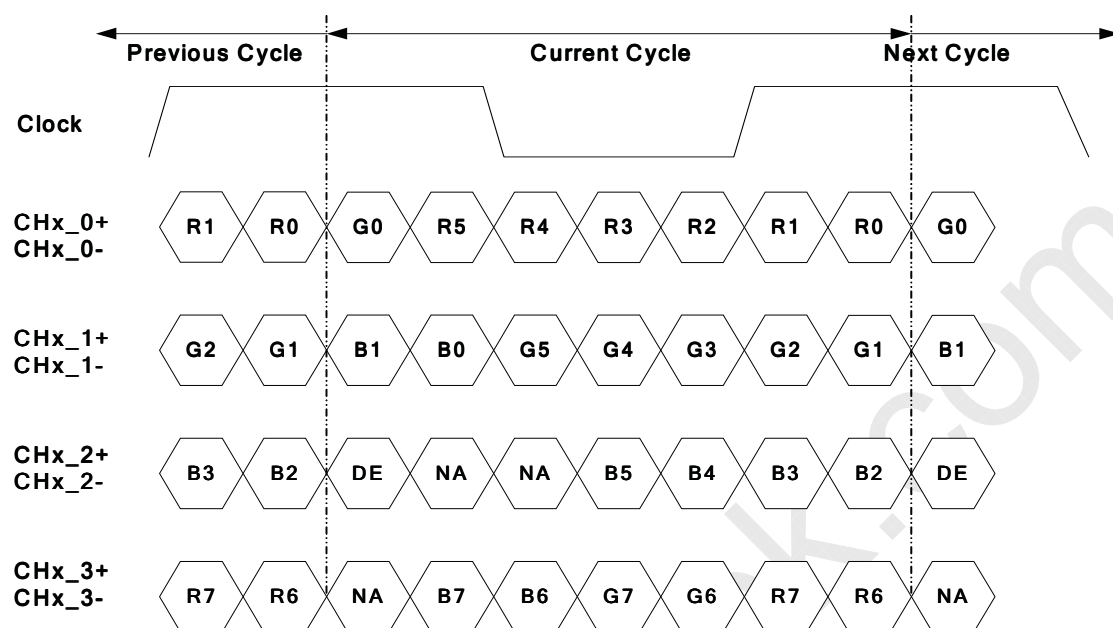 Previous Cycle Current Cycle Next Cycle
Clock
CHx_0+
CHx_0-
R1 R0 G0 R5 R4 R3 R2 R1 R0 G0
CHx_1+
CHx_1-
G2 G1 B1 B0 G5 G4 G3 G2 G1 B1
CHx_2+
CHx_2-
B3 B2 DE NA NA B5 B4 B3 B2 DE
CHx_3+
CHx_3-
R7 R6 NA B7 B6 G7 G6 R7 R6 NA
k.com